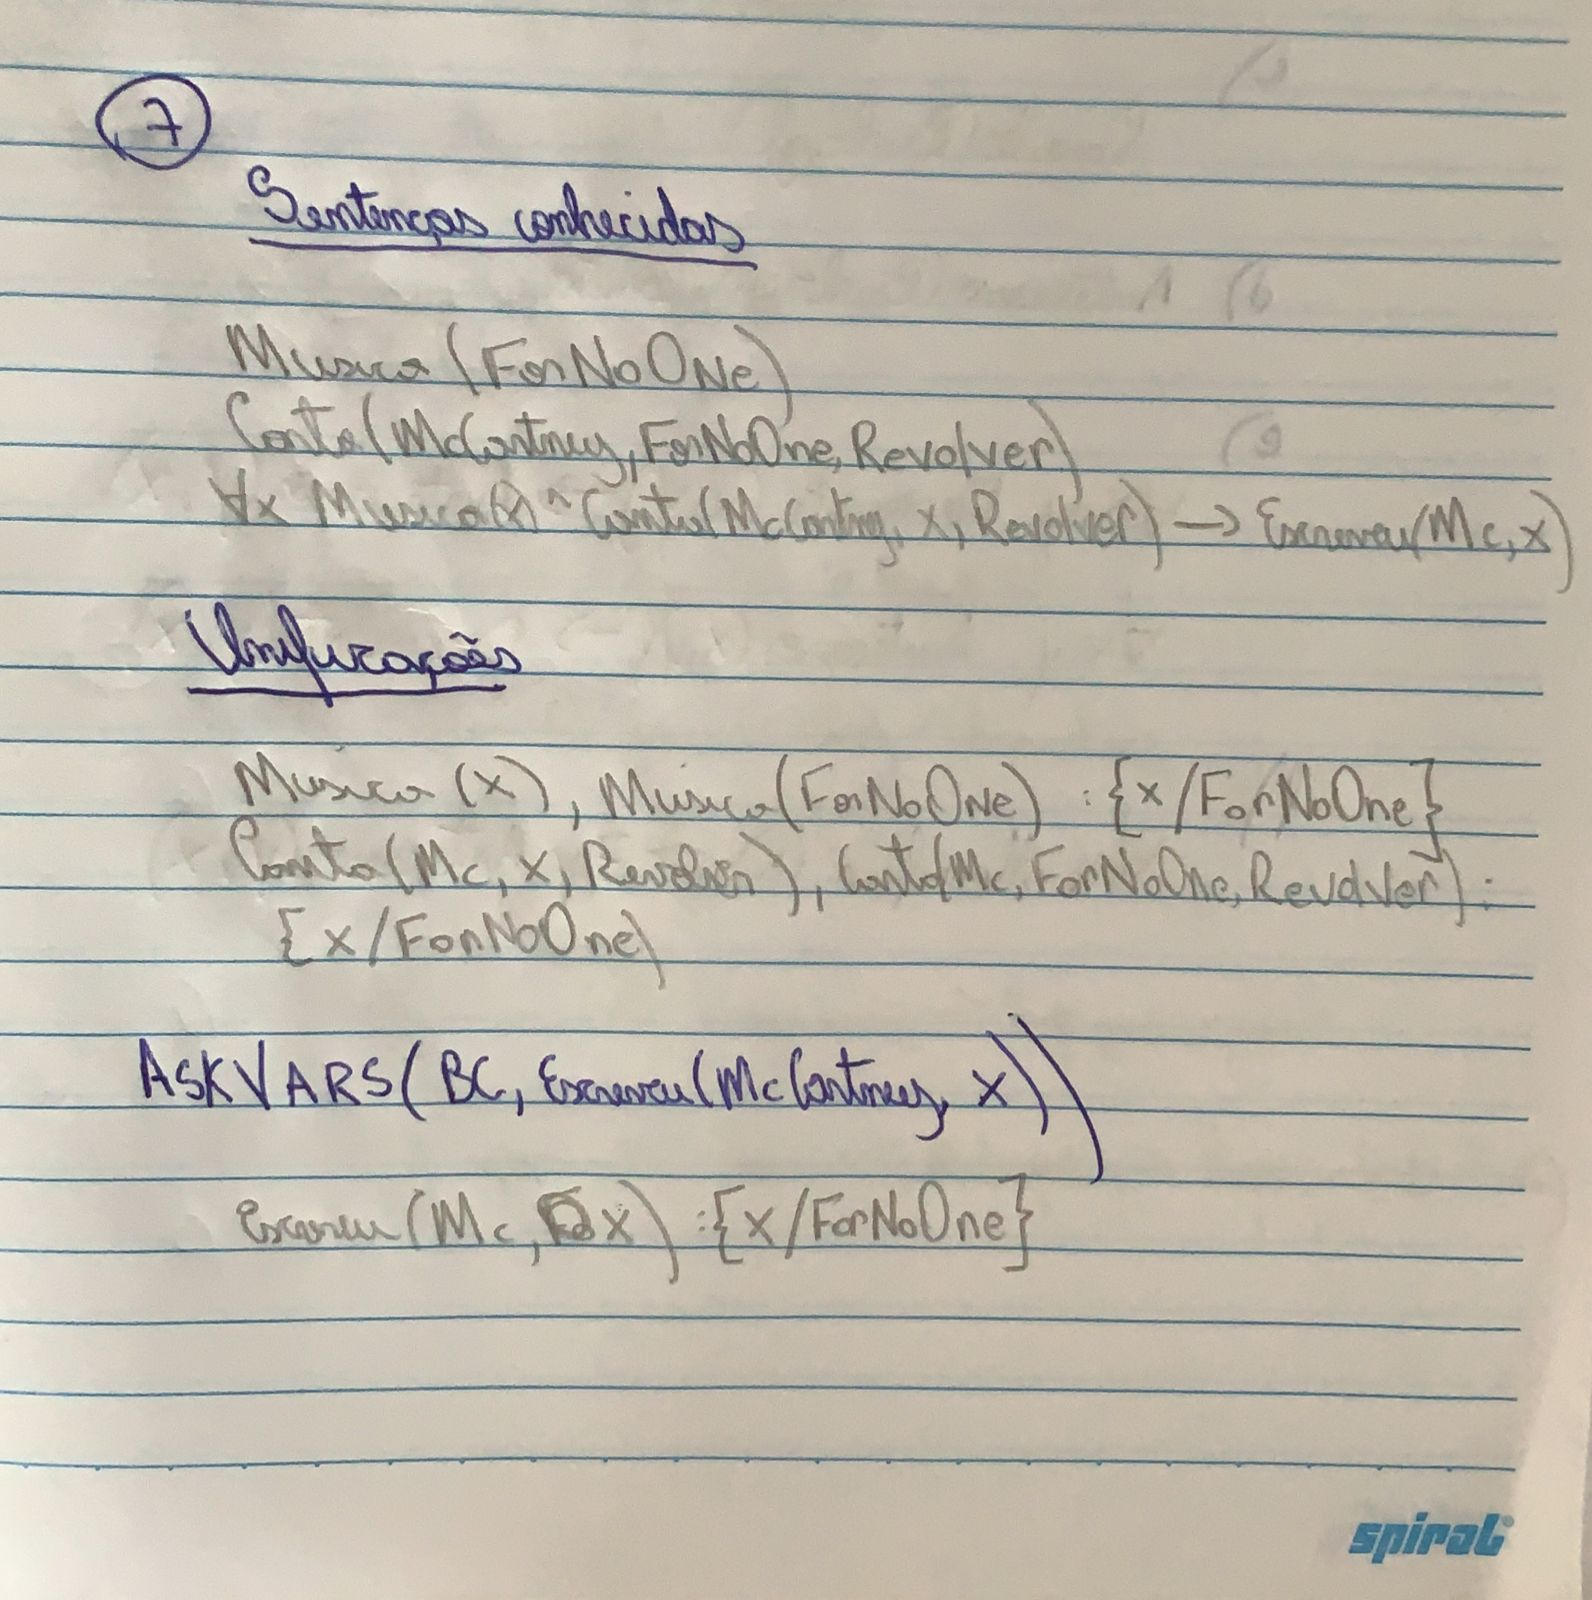 7
Sentenças conhecidas
Musica (ForNoONe)
Canta(McCartney, ForNoOne, Revolver)
∀x Musica(x) ^ Canta(McCartney, x, Revolver) → Escreveu(Mc, x)
Unificações
Musica (x), Musica(ForNoONe) : {x/ForNoOne}
Canta(Mc, x, Revolver), Canta(Mc, ForNoOne, Revolver) :
{x/ForNoOne}
ASKVARS(BC, Escreveu(McCartney, x))
Escreveu(Mc, x) : {x/ForNoOne}
spiral